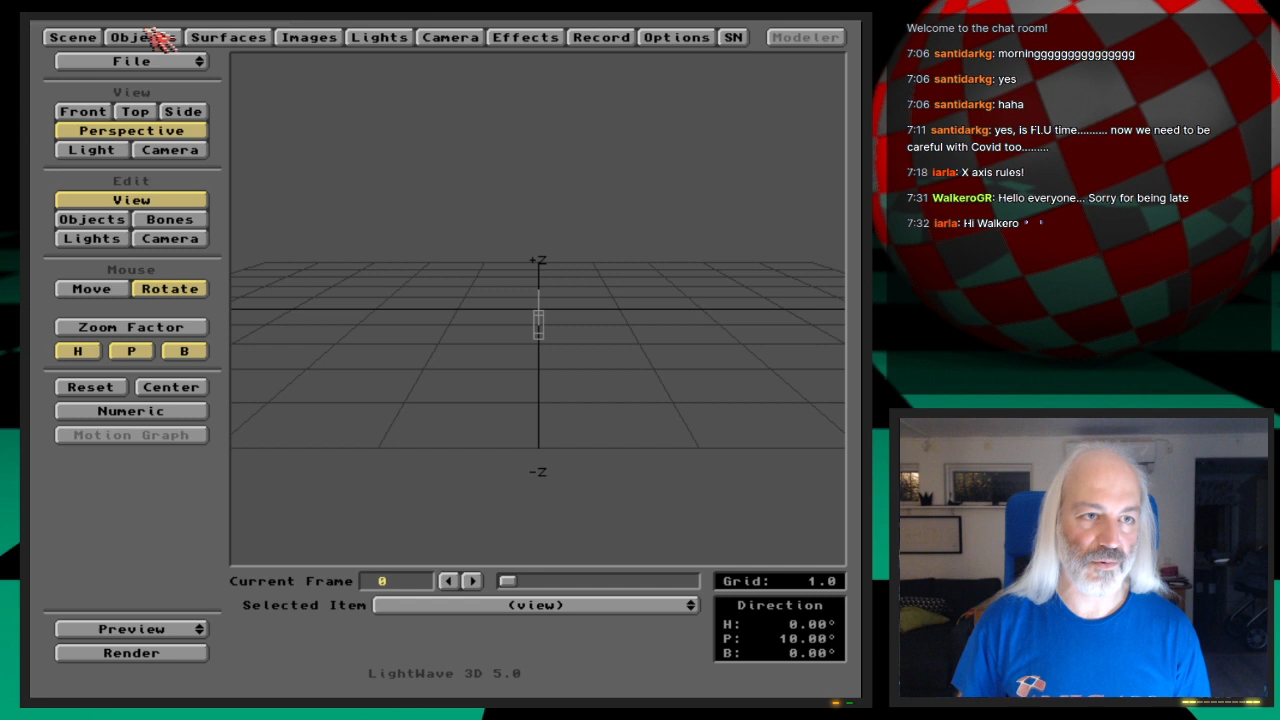 Scene
Surfaces Images Lights Camera Effects Record Options SN Modeler
File
View
Front Top Side
Perspective
Light Camera
Edit
View
Objects Bones
Lights Camera
Mouse
Move Rotate
Zoom Factor
H P B
Reset Center
Numeric
Motion Graph
Preview
Render
+Z
-Z
Current Frame 0
Selected Item (view)
Grid: 1.0
Direction
H: 0.00°
P: 10.00°
B: 0.00°
LightWave 3D 5.0
Welcome to the chat room!
7:06 santidarkg: morningggggggggggggggg
7:06 santidarkg: yes
7:06 santidarkg: haha
7:11 santidarkg: yes, is FLU time.......... now we need to be
careful with Covid too.........
7:18 iarla: X axis rules!
7:31 WalkeroGR: Hello everyone... Sorry for being late
7:32 iarla: Hi Walkero